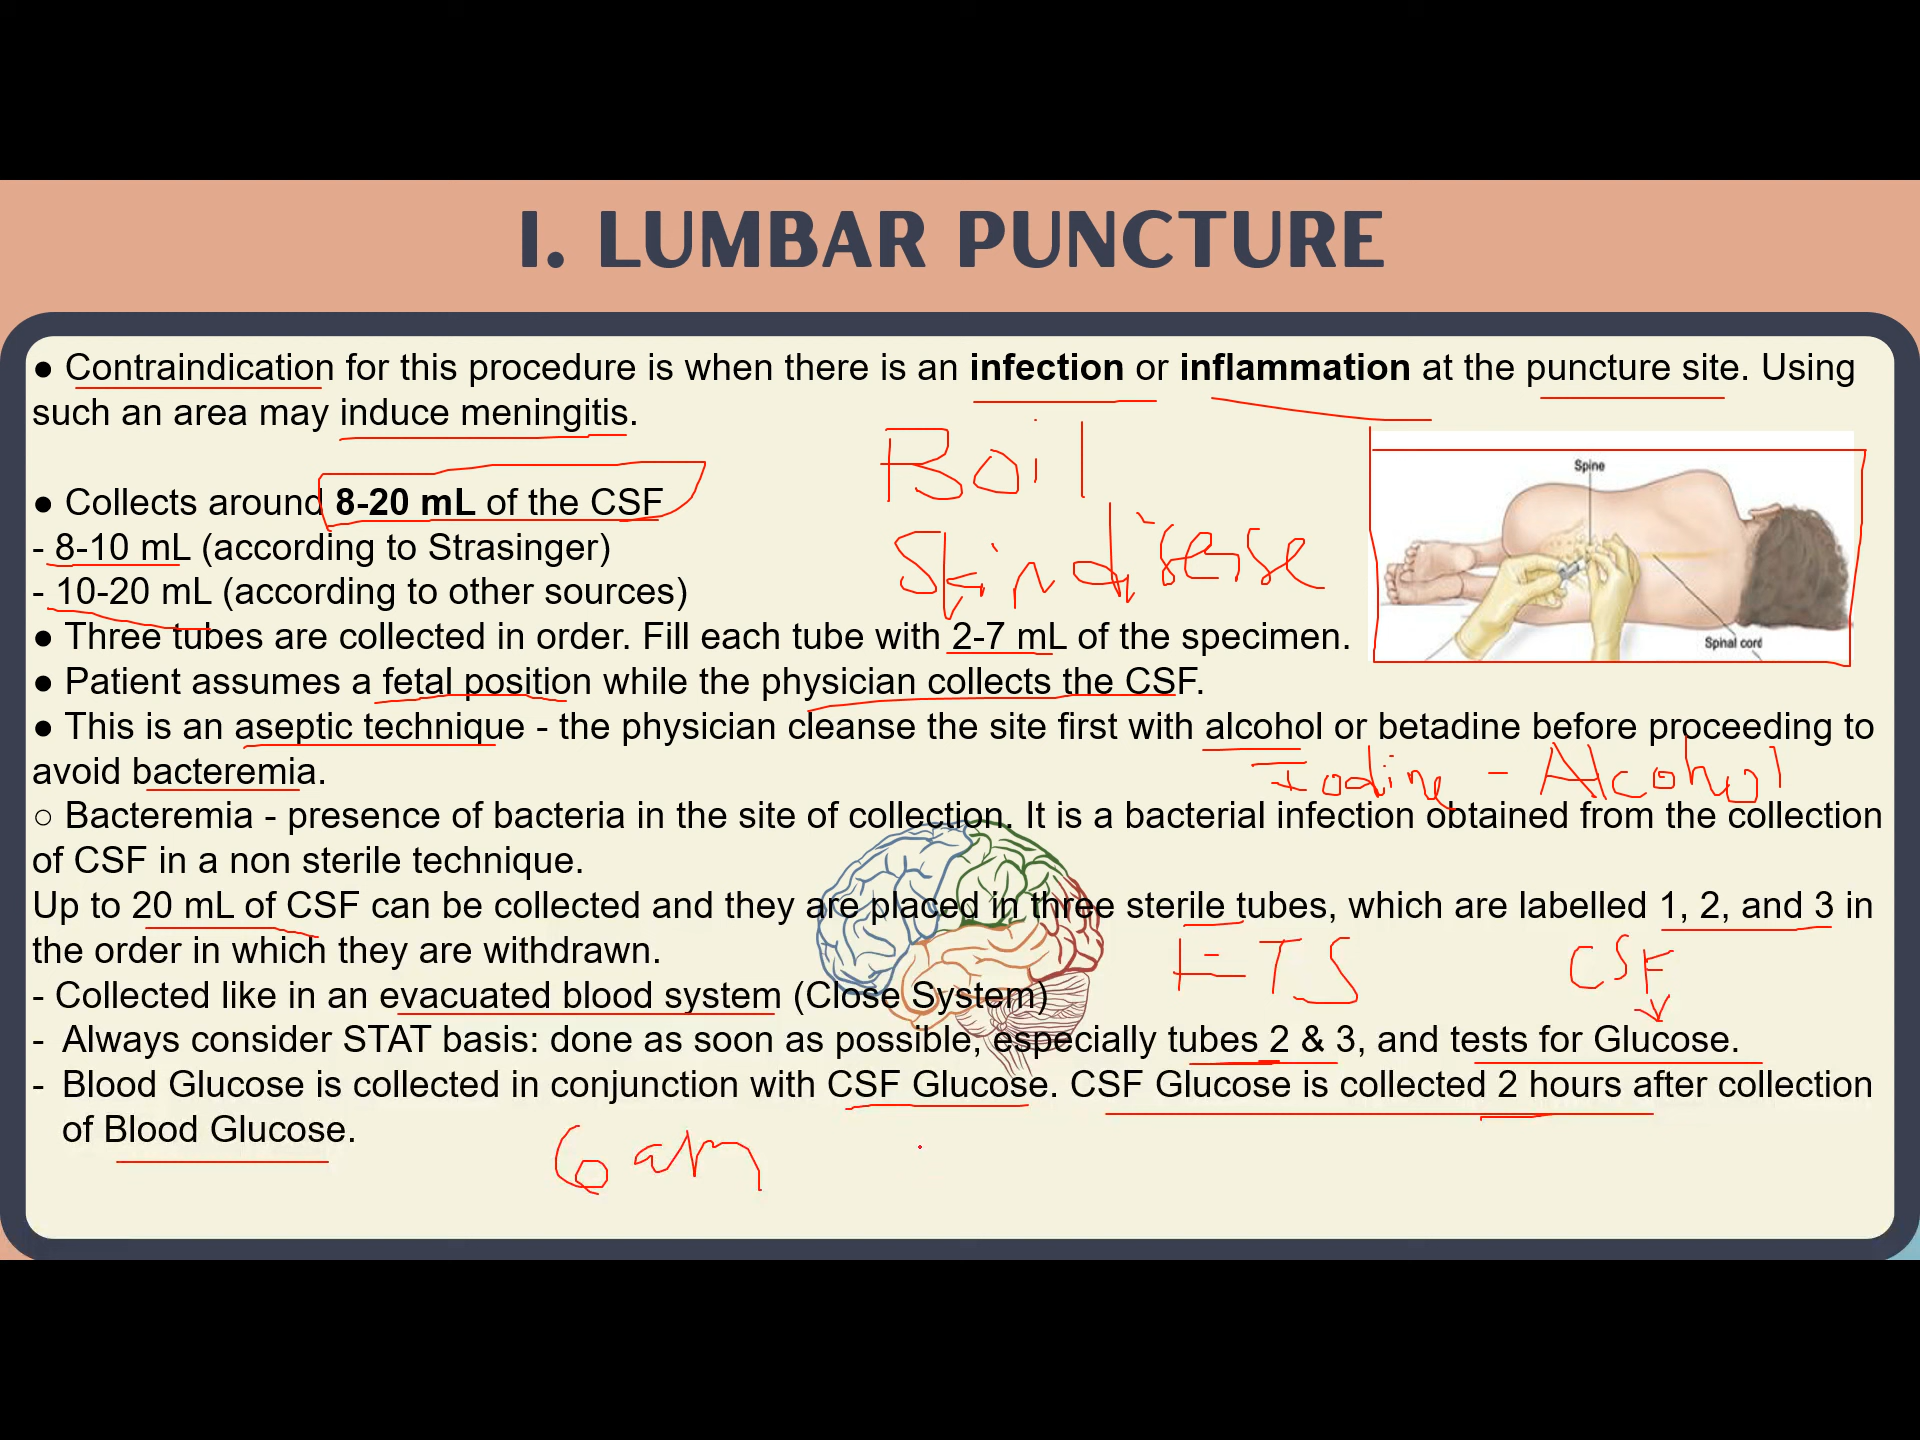 I. LUMBAR PUNCTURE
● Contraindication for this procedure is when there is an infection or inflammation at the puncture site. Using
such an area may induce meningitis.
Boil
Spine
● Collects around 8-20 mL of the CSF
- 8-10 mL (according to Strasinger)
Skin disease
- 10-20 mL (according to other sources)
● Three tubes are collected in order. Fill each tube with 2-7 mL of the specimen.
Spinal cord
● Patient assumes a fetal position while the physician collects the CSF.
● This is an aseptic technique - the physician cleanse the site first with alcohol or betadine before proceeding to
avoid bacteremia.
Iodine - Alcohol
○ Bacteremia - presence of bacteria in the site of collection. It is a bacterial infection obtained from the collection
of CSF in a non sterile technique.
Up to 20 mL of CSF can be collected and they are placed in three sterile tubes, which are labelled 1, 2, and 3 in
the order in which they are withdrawn.
ETS CSF
- Collected like in an evacuated blood system (Close System)
- Always consider STAT basis: done as soon as possible, especially tubes 2 & 3, and tests for Glucose.
- Blood Glucose is collected in conjunction with CSF Glucose. CSF Glucose is collected 2 hours after collection
of Blood Glucose.
6 am